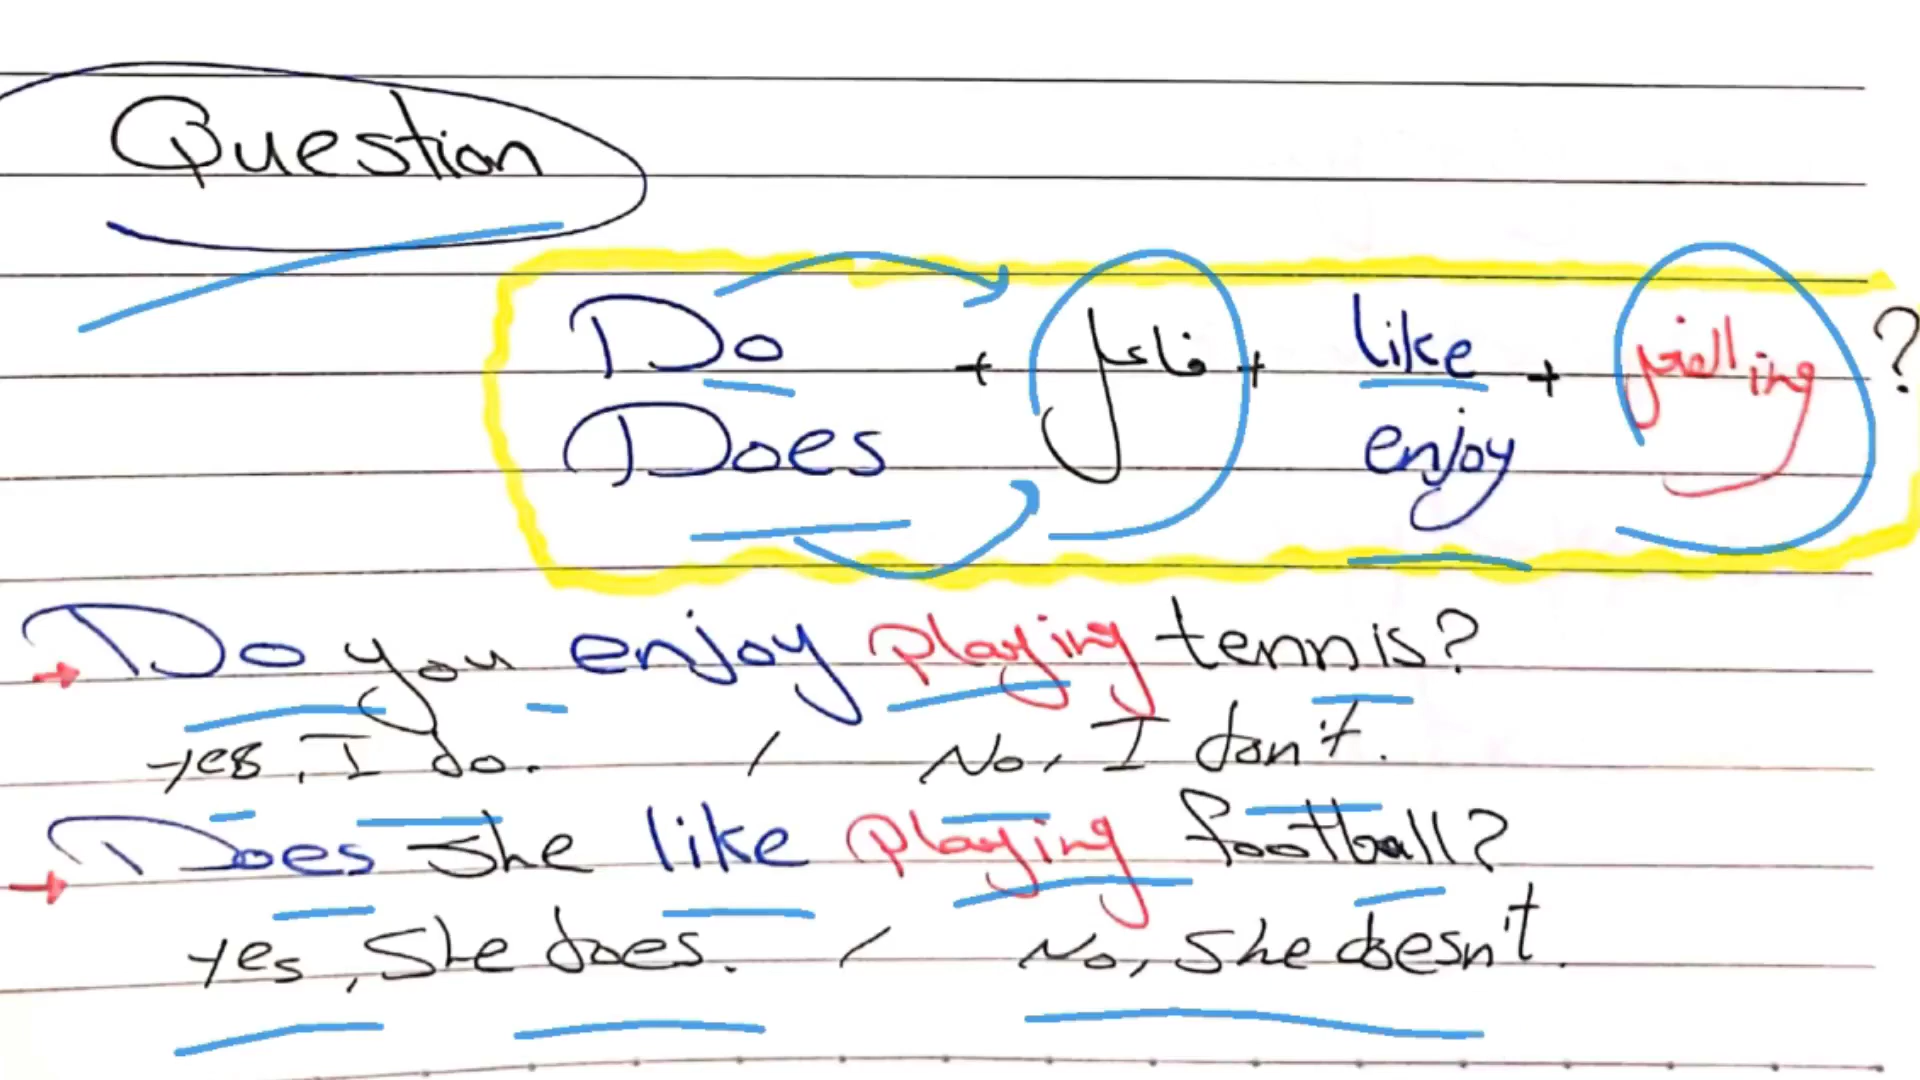 Question
Do + فاعل + like + الفعل ing ?
Does enjoy
Do you enjoy playing tennis?
yes, I do. / No, I don't.
Does she like playing football?
yes, She does. / No, She doesn't.